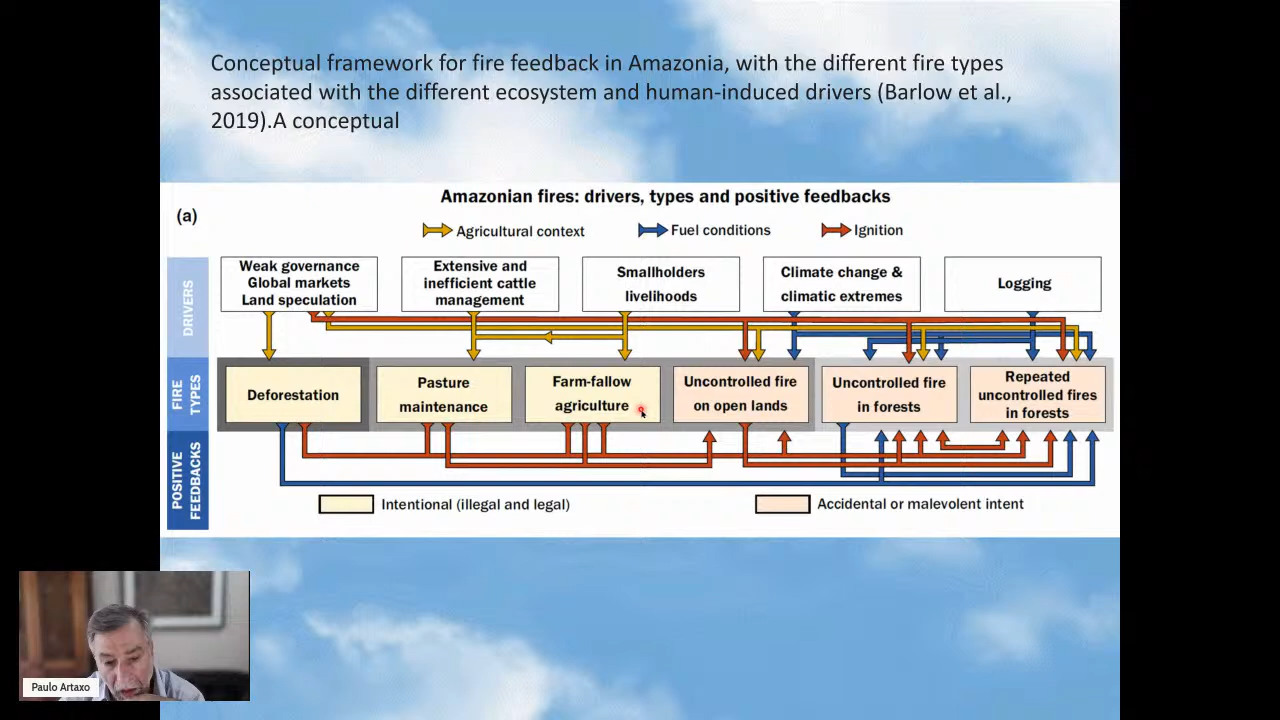 Conceptual framework for fire feedback in Amazonia, with the different fire types
associated with the different ecosystem and human-induced drivers (Barlow et al.,
2019).A conceptual
Amazonian fires: drivers, types and positive feedbacks
(a)
Agricultural context
Fuel conditions
Ignition
DRIVERS
Weak governance
Global markets
Land speculation
Extensive and
inefficient cattle
management
Smallholders
livelihoods
Climate change &
climatic extremes
Logging
FIRE
TYPES
Deforestation
Pasture
maintenance
Farm-fallow
agriculture
Uncontrolled fire
on open lands
Uncontrolled fire
in forests
Repeated
uncontrolled fires
in forests
POSITIVE
FEEDBACKS
Intentional (illegal and legal)
Accidental or malevolent intent
Paulo Artaxo